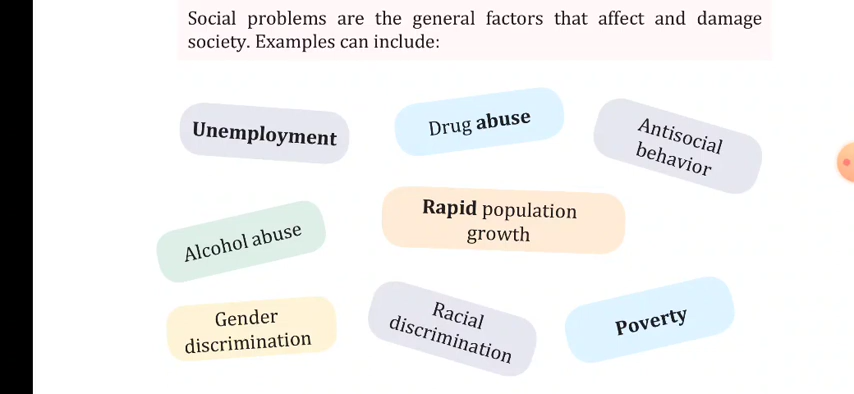 Social problems are the general factors that affect and damage
society. Examples can include:
Unemployment
Drug abuse
Antisocial
behavior
Alcohol abuse
Rapid population
growth
Gender
discrimination
Racial
discrimination
Poverty